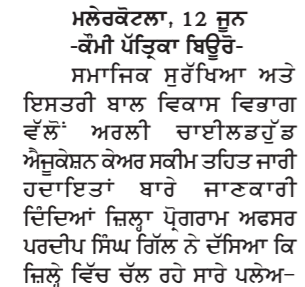 ਮਲੇਰਕੋਟਲਾ, 12 ਜੂਨ
-ਕੌਮੀ ਪੱਤ੍ਰਿਕਾ ਬਿਊਰੋ-
ਸਮਾਜਿਕ ਸੁਰੱਖਿਆ ਅਤੇ
ਇਸਤਰੀ ਬਾਲ ਵਿਕਾਸ ਵਿਭਾਗ
ਵੱਲੋਂ ਅਰਲੀ ਚਾਈਲਡਹੁੱਡ
ਐਜੂਕੇਸ਼ਨ ਕੇਅਰ ਸਕੀਮ ਤਹਿਤ ਜਾਰੀ
ਹਦਾਇਤਾਂ ਬਾਰੇ ਜਾਣਕਾਰੀ
ਦਿੰਦਿਆਂ ਜ਼ਿਲ੍ਹਾ ਪ੍ਰੋਗਰਾਮ ਅਫਸਰ
ਪਰਦੀਪ ਸਿੰਘ ਗਿੱਲ ਨੇ ਦੱਸਿਆ ਕਿ
ਜ਼ਿਲ੍ਹੇ ਵਿੱਚ ਚੱਲ ਰਹੇ ਸਾਰੇ ਪਲੇਅ-